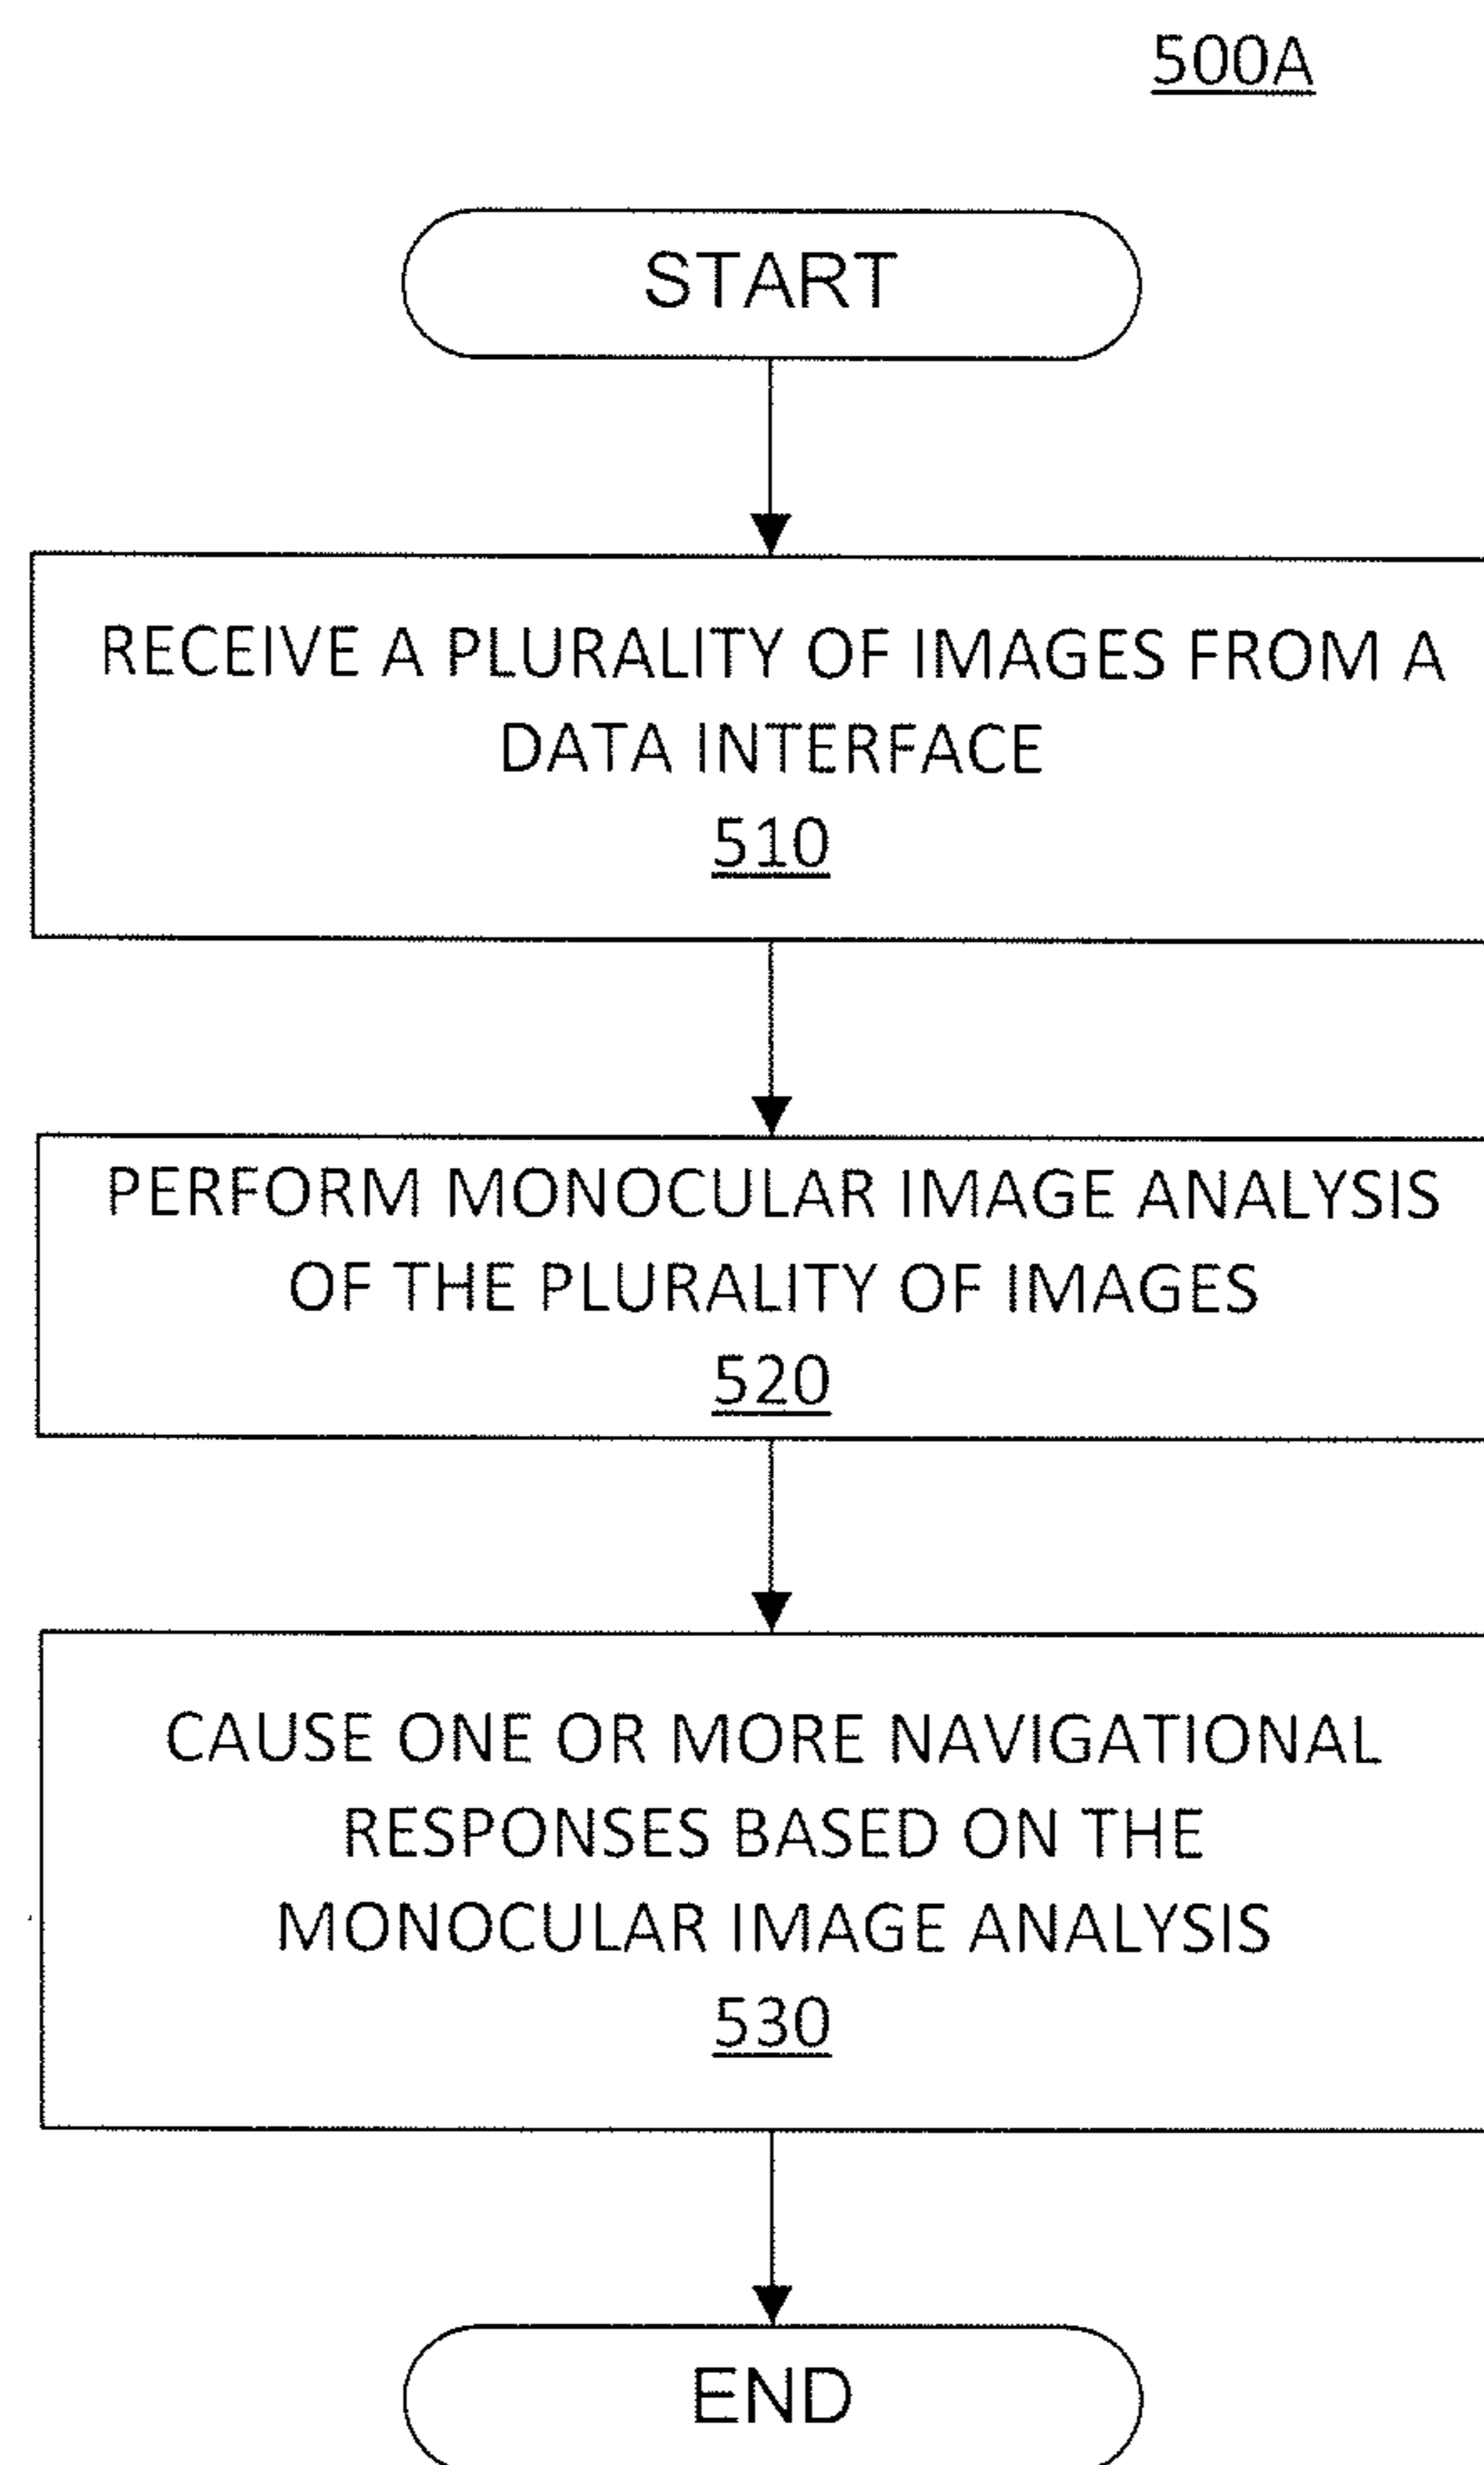 500A
START
RECEIVE A PLURALITY OF IMAGES FROM A
DATA INTERFACE
510
PERFORM MONOCULAR IMAGE ANALYSIS
OF THE PLURALITY OF IMAGES
520
CAUSE ONE OR MORE NAVIGATIONAL
RESPONSES BASED ON THE
MONOCULAR IMAGE ANALYSIS
530
END